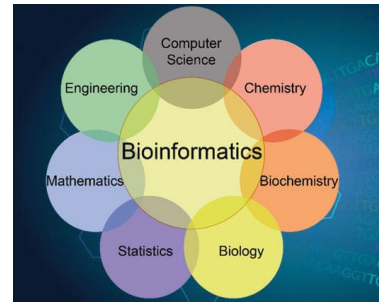 Computer
Science
Engineering
Chemistry
Bioinformatics
Mathematics
Biochemistry
Statistics
Biology